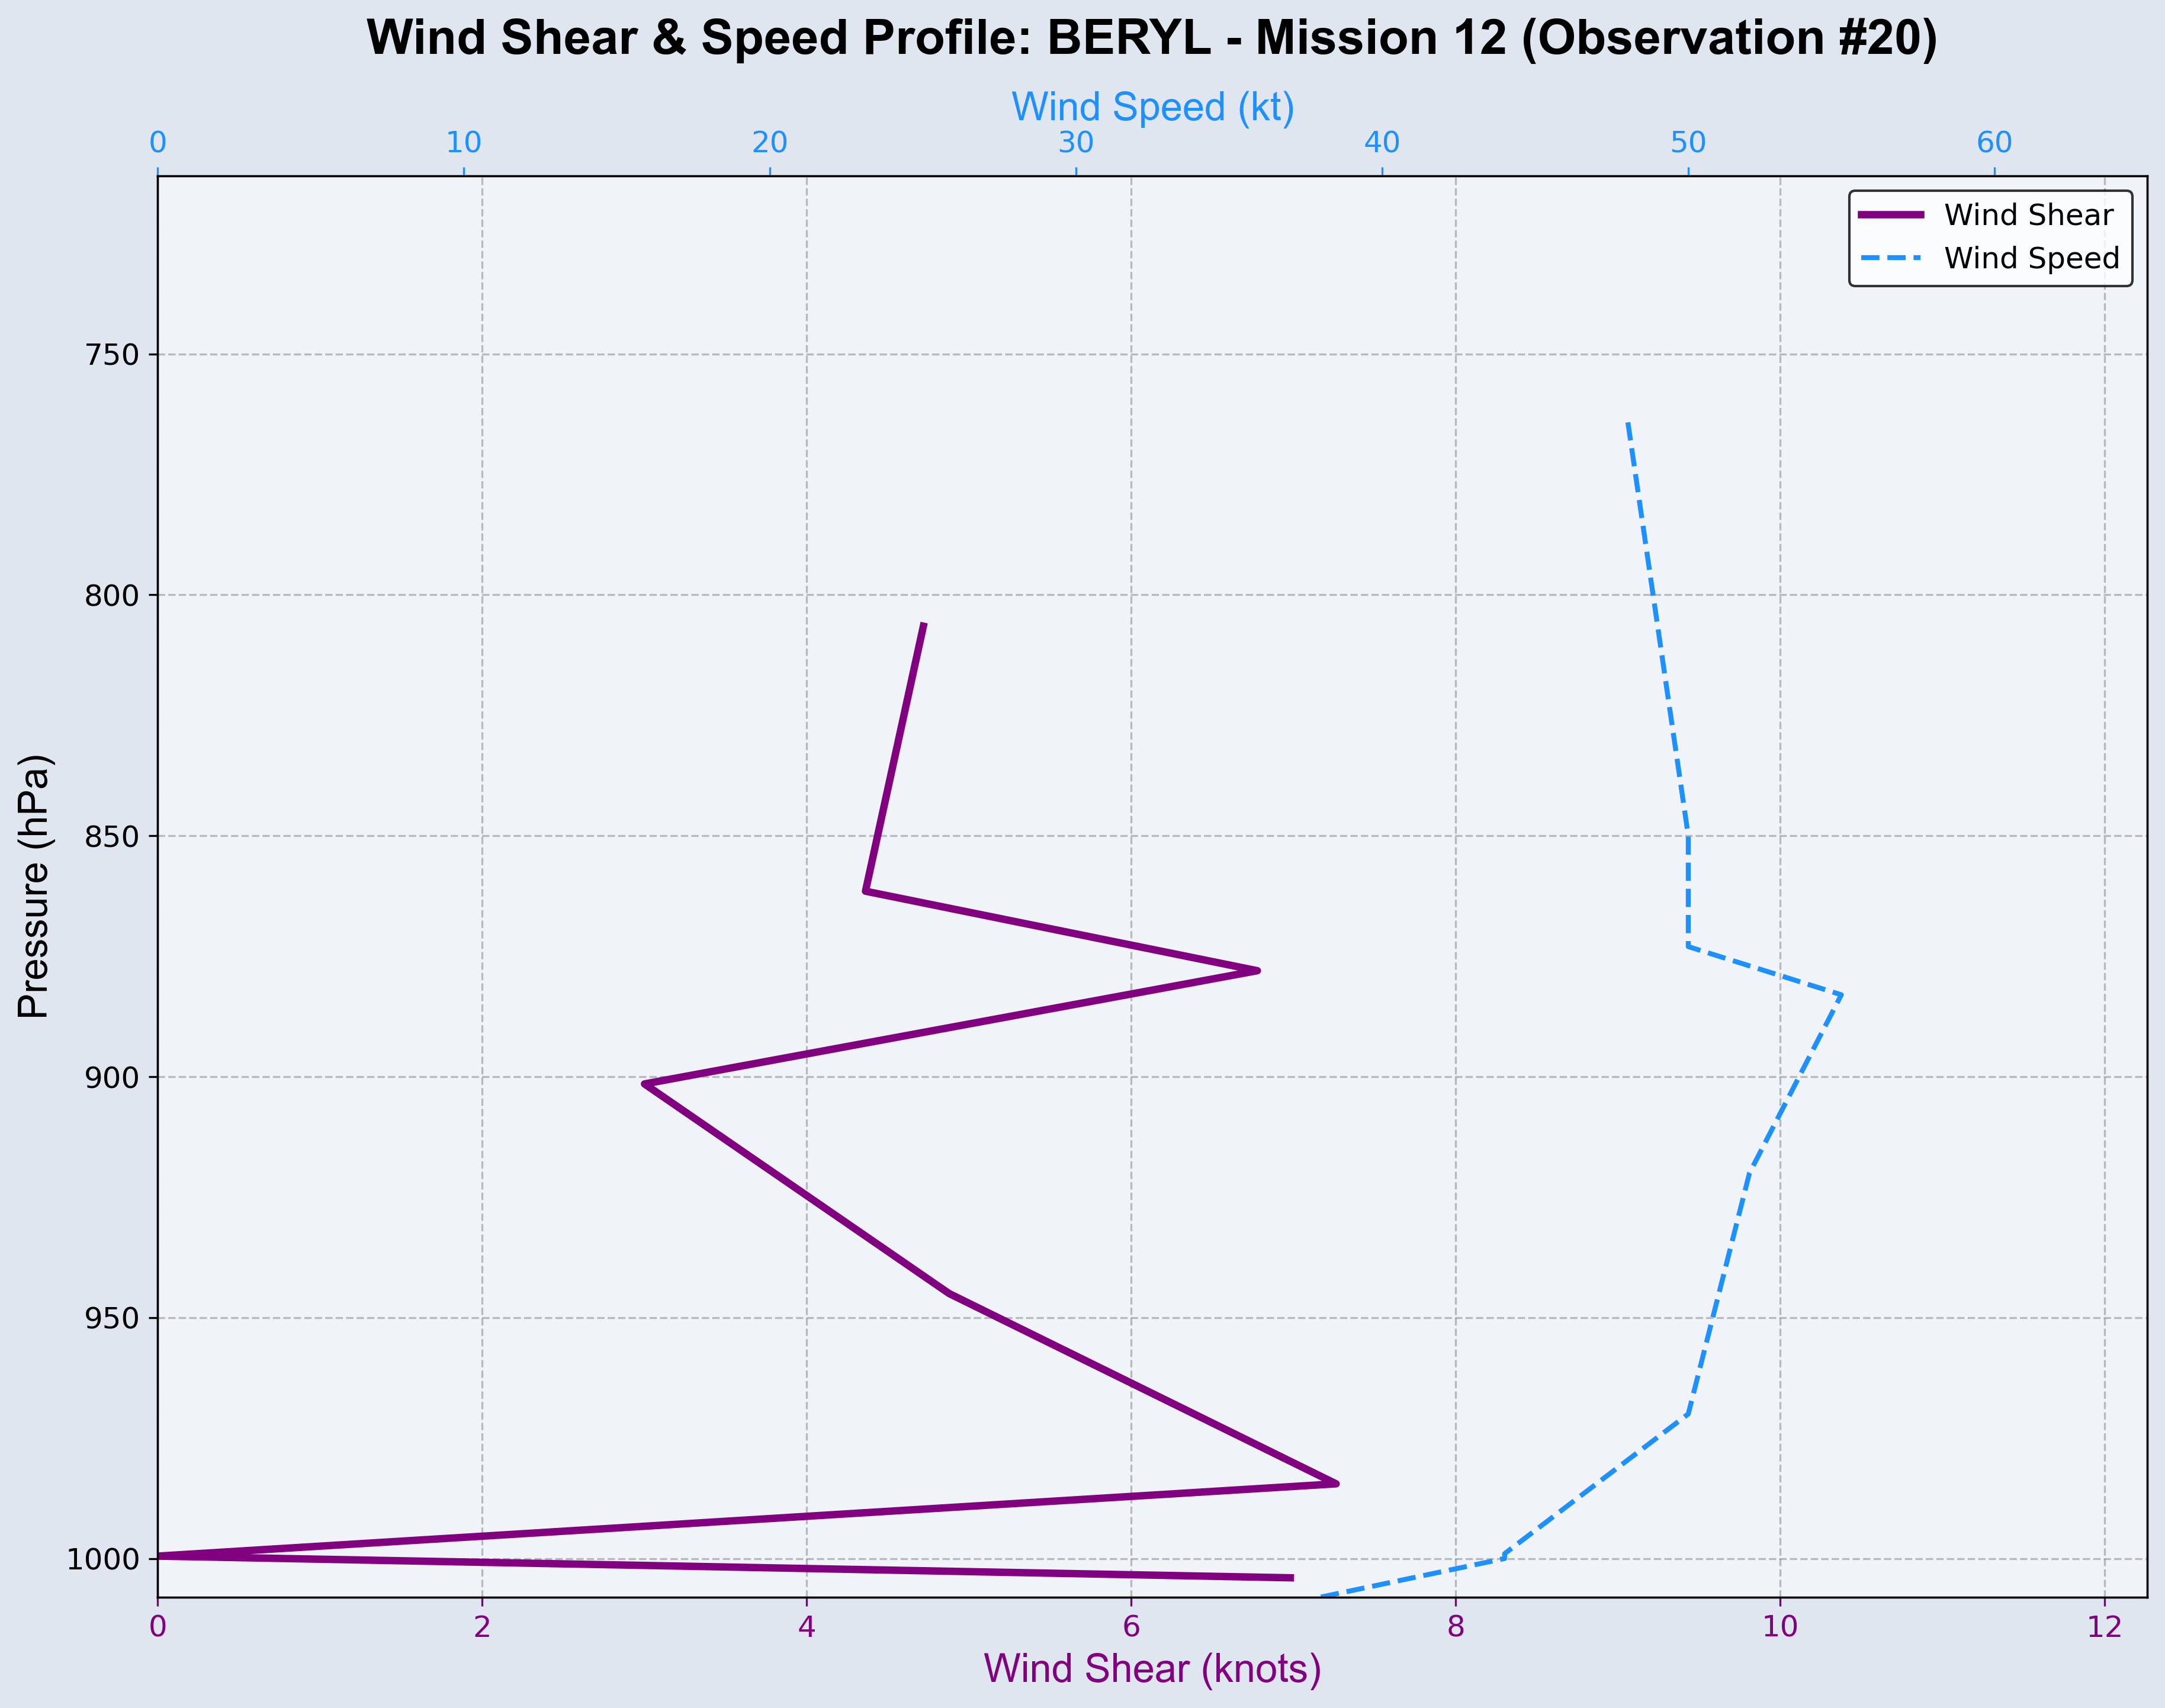 Wind Shear & Speed Profile: BERYL - Mission 12 (Observation #20)
Wind Speed (kt)
0 10 20 30 40 50 60
Wind Shear
Wind Speed
750
800
850
900
950
1000
Pressure (hPa)
0 2 4 6 8 10 12
Wind Shear (knots)